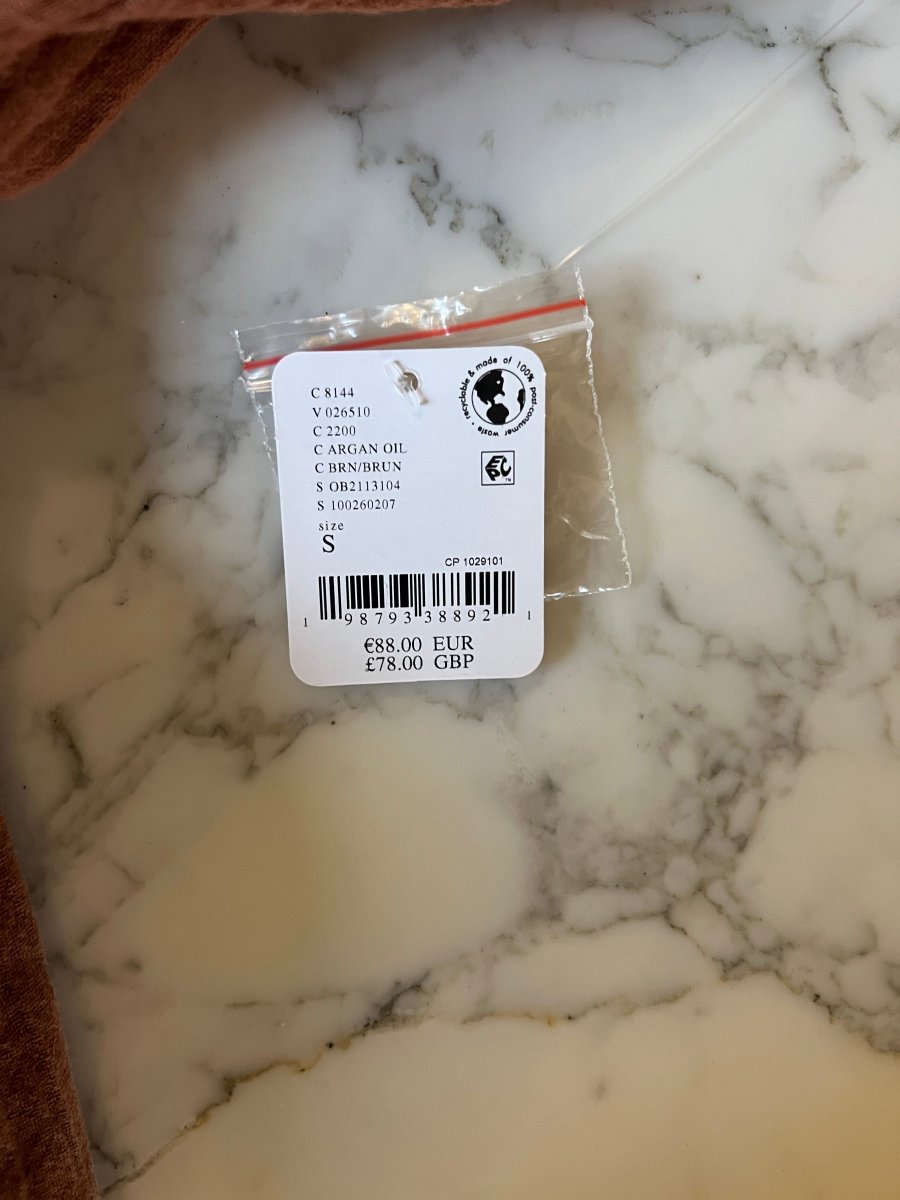 C 8144
V 026510
C 2200
C ARGAN OIL
C BRN/BRUN
S OB2113104
S 100260207
size
S
recyclable & made of 100% post-consumer waste •
EPC™
CP 1029101
1 98793 38892 1
€88.00 EUR
£78.00 GBP